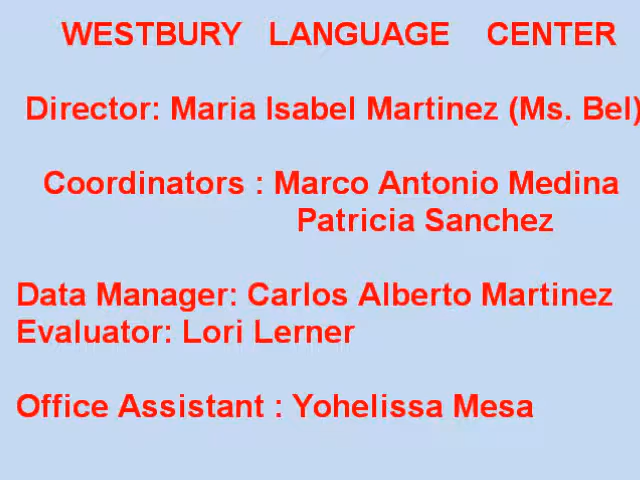 WESTBURY LANGUAGE CENTER
Director: Maria Isabel Martinez (Ms. Bel)
Coordinators : Marco Antonio Medina
Patricia Sanchez
Data Manager: Carlos Alberto Martinez
Evaluator: Lori Lerner
Office Assistant : Yohelissa Mesa